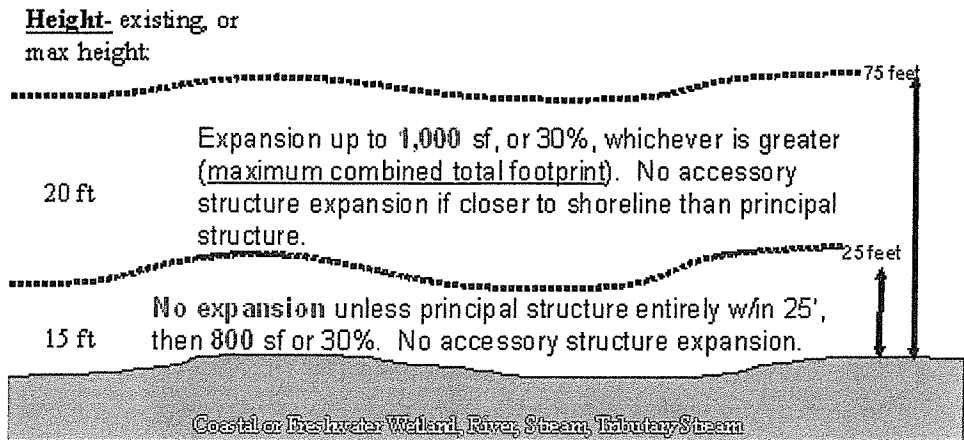 Height- existing, or
max height:
75 feet
Expansion up to 1,000 sf, or 30%, whichever is greater
(maximum combined total footprint). No accessory
20 ft
structure expansion if closer to shoreline than principal
structure.
25 feet
No expansion unless principal structure entirely w/in 25',
15 ft
then 800 sf or 30%. No accessory structure expansion.
Coastal or Freshwater Wetland, River, Stream, Tributary Stream